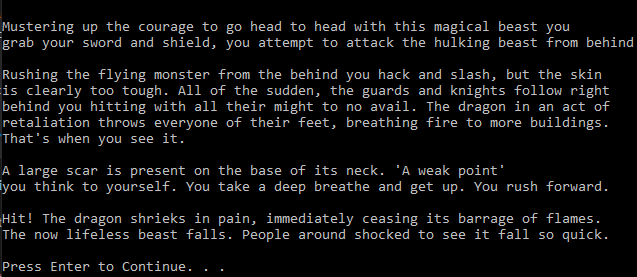 Mustering up the courage to go head to head with this magical beast you
grab your sword and shield, you attempt to attack the hulking beast from behind
Rushing the flying monster from the behind you hack and slash, but the skin
is clearly too tough. All of the sudden, the guards and knights follow right
behind you hitting with all their might to no avail. The dragon in an act of
retaliation throws everyone of their feet, breathing fire to more buildings.
That's when you see it.
A large scar is present on the base of its neck. 'A weak point'
you think to yourself. You take a deep breathe and get up. You rush forward.
Hit! The dragon shrieks in pain, immediately ceasing its barrage of flames.
The now lifeless beast falls. People around shocked to see it fall so quick.
Press Enter to Continue. . .